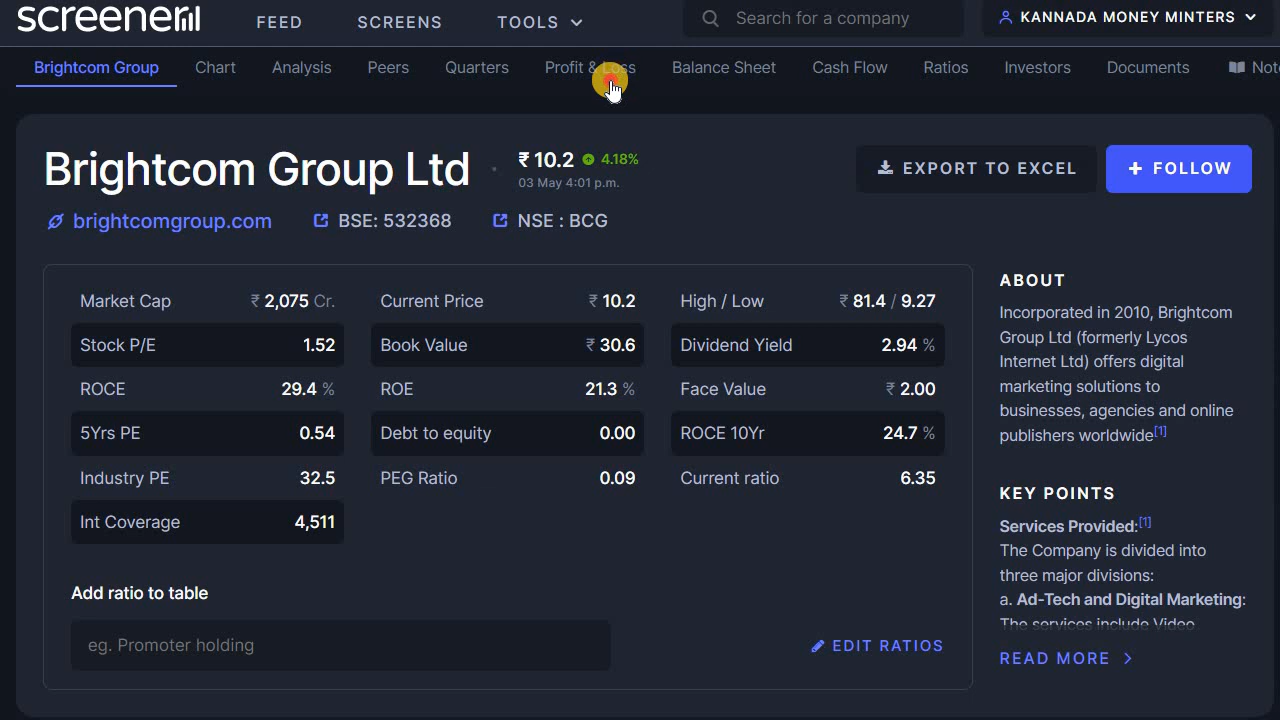 screener
FEED
SCREENS
TOOLS
Search for a company
KANNADA MONEY MINTERS
Brightcom Group
Chart
Analysis
Peers
Quarters
Profit & Loss
Balance Sheet
Cash Flow
Ratios
Investors
Documents
Brightcom Group Ltd
₹ 10.2 4.18%
03 May 4:01 p.m.
EXPORT TO EXCEL
+ FOLLOW
brightcomgroup.com
BSE: 532368
NSE : BCG
Market Cap ₹ 2,075 Cr.
Current Price ₹ 10.2
High / Low ₹ 81.4 / 9.27
Stock P/E 1.52
Book Value ₹ 30.6
Dividend Yield 2.94 %
ROCE 29.4 %
ROE 21.3 %
Face Value ₹ 2.00
5Yrs PE 0.54
Debt to equity 0.00
ROCE 10Yr 24.7 %
Industry PE 32.5
PEG Ratio 0.09
Current ratio 6.35
Int Coverage 4,511
Add ratio to table
eg. Promoter holding
EDIT RATIOS
ABOUT
Incorporated in 2010, Brightcom
Group Ltd (formerly Lycos
Internet Ltd) offers digital
marketing solutions to
businesses, agencies and online
publishers worldwide[1]
KEY POINTS
Services Provided:[1]
The Company is divided into
three major divisions:
a. Ad-Tech and Digital Marketing:
The services include Video
READ MORE